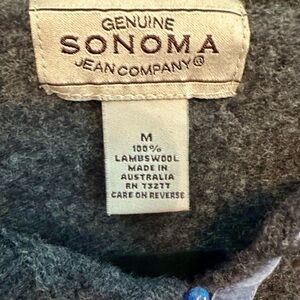 GENUINE
SONOMA
JEAN COMPANY®
M
100%
LAMBSWOOL
MADE IN
AUSTRALIA
RN 73277
CARE ON REVERSE